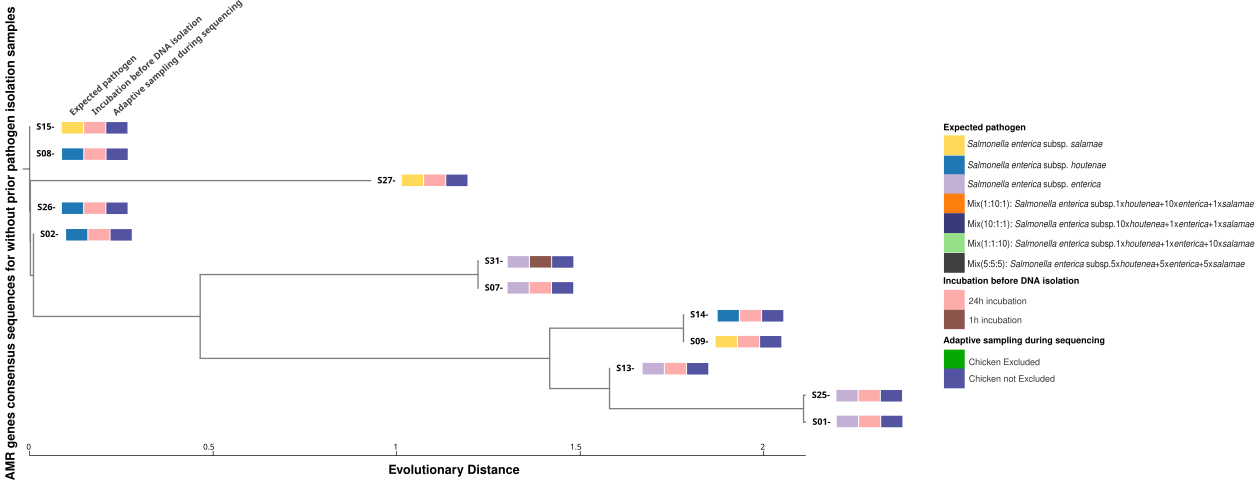 AMR genes consensus sequences for without prior pathogen isolation samples
Expected pathogen
Incubation before DNA isolation
Adaptive sampling during sequencing
S15-
S08-
S27-
S26-
S02-
S31-
S07-
S14-
S09-
S13-
S25-
S01-
0
0.5
1
1.5
2
Evolutionary Distance
Expected pathogen
Salmonella enterica subsp. salamae
Salmonella enterica subsp. houtenae
Salmonella enterica subsp. enterica
Mix(1:10:1): Salmonella enterica subsp.1xhoutenea+10xenterica+1xsalamae
Mix(10:1:1): Salmonella enterica subsp.10xhoutenea+1xenterica+1xsalamae
Mix(1:1:10): Salmonella enterica subsp.1xhoutenea+1xenterica+10xsalamae
Mix(5:5:5): Salmonella enterica subsp.5xhoutenea+5xenterica+5xsalamae
Incubation before DNA isolation
24h incubation
1h incubation
Adaptive sampling during sequencing
Chicken Excluded
Chicken not Excluded